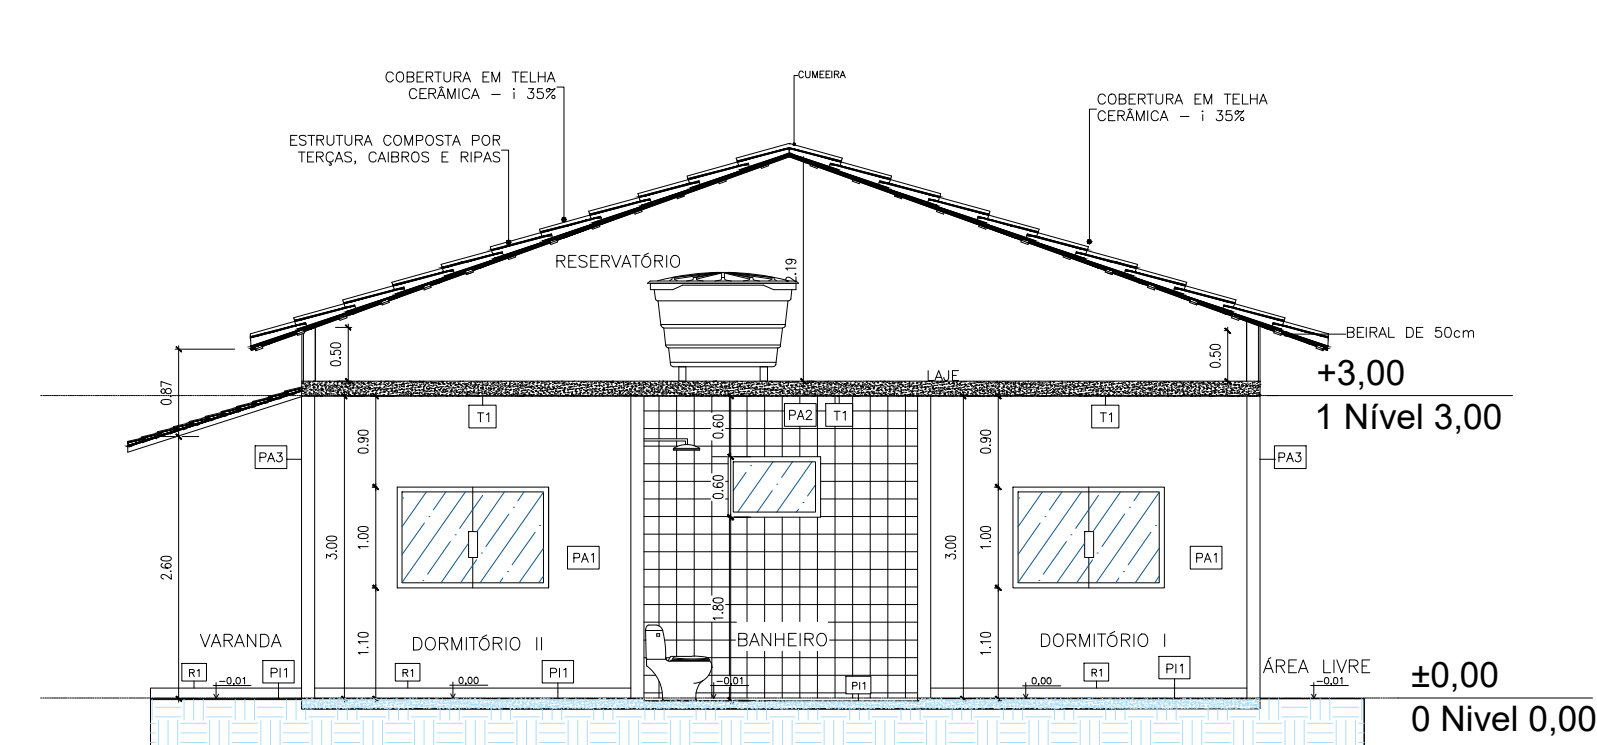 CUMEEIRA
COBERTURA EM TELHA
CERÂMICA – i 35%
COBERTURA EM TELHA
CERÂMICA – i 35%
ESTRUTURA COMPOSTA POR
TERÇAS, CAIBROS E RIPAS
RESERVATÓRIO
2.19
BEIRAL DE 50cm
0.50
0.50
0.87
LAJE
+3,00
1 Nível 3,00
T1
PA2
T1
T1
0.90
0.60
0.90
PA3
PA3
0.60
3.00
1.00
PA1
3.00
1.00
PA1
2.60
1.80
1.10
1.10
VARANDA
DORMITÓRIO II
BANHEIRO
DORMITÓRIO I
ÁREA LIVRE
R1
-0,01
PI1
R1
0,00
PI1
-0,01
PI1
0,00
R1
PI1
-0,01
±0,00
0 Nivel 0,00